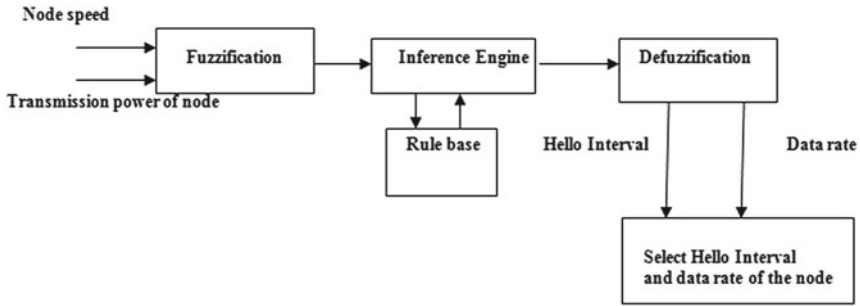 Node speed
Fuzzification
Inference Engine
Defuzzification
Transmission power of node
Rule base
Hello Interval
Data rate
Select Hello Interval
and data rate of the node